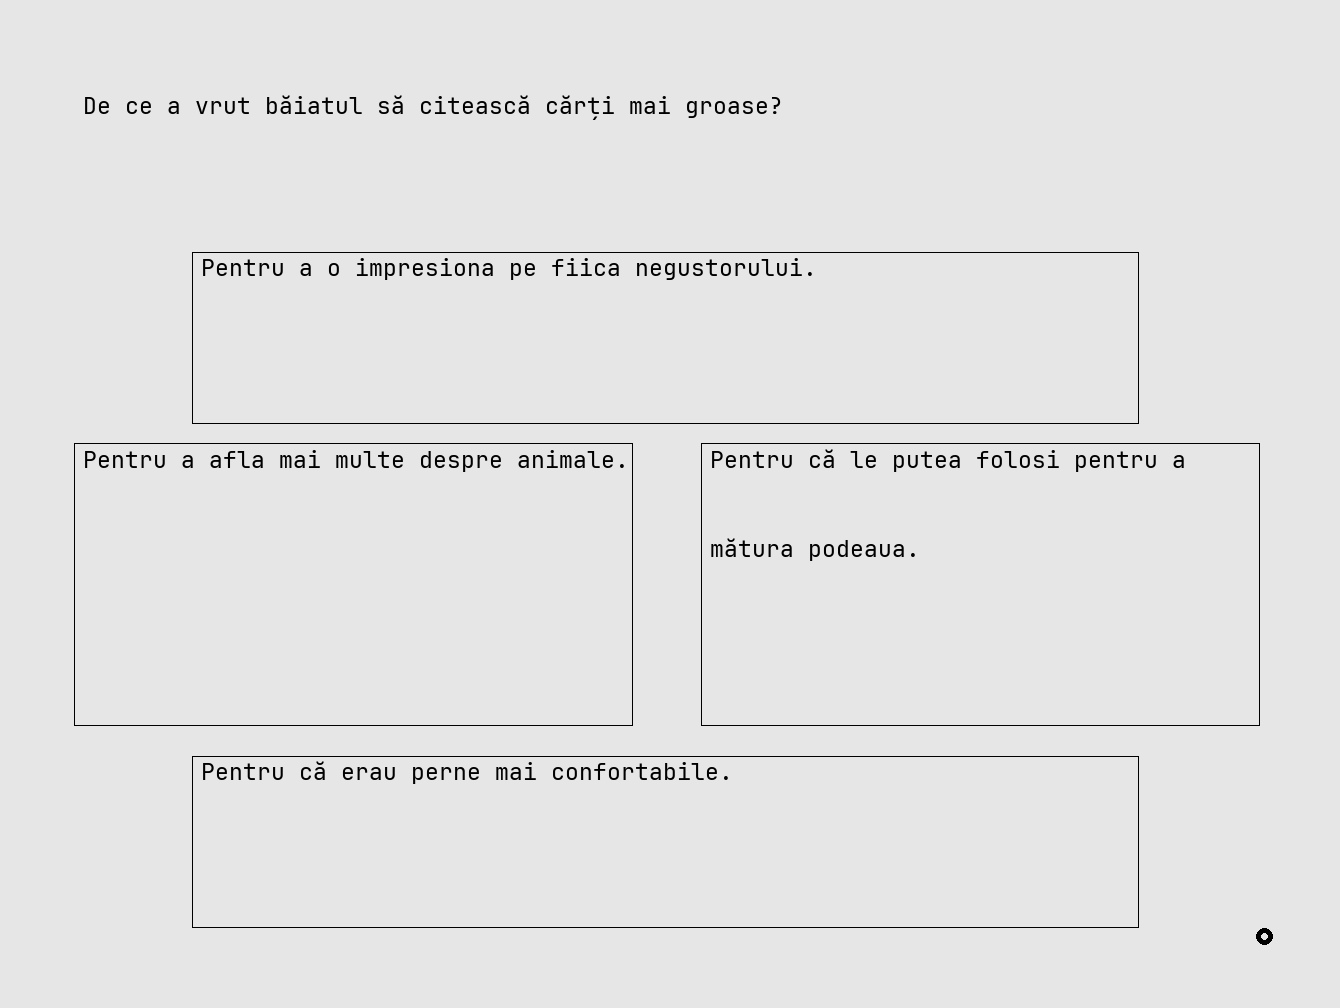 De ce a vrut băiatul să citească cărți mai groase?
Pentru a o impresiona pe fiica negustorului.
Pentru a afla mai multe despre animale.
Pentru că le putea folosi pentru a
mătura podeaua.
Pentru că erau perne mai confortabile.